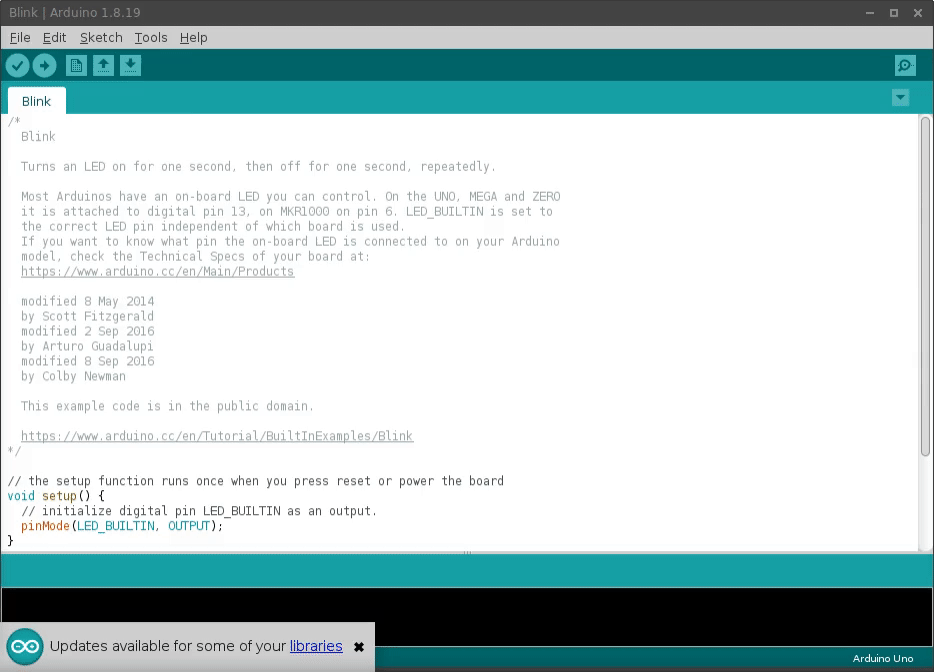 Blink | Arduino 1.8.19
File Edit Sketch Tools Help
Blink
/*
Blink
Turns an LED on for one second, then off for one second, repeatedly.
Most Arduinos have an on-board LED you can control. On the UNO, MEGA and ZERO
it is attached to digital pin 13, on MKR1000 on pin 6. LED_BUILTIN is set to
the correct LED pin independent of which board is used.
If you want to know what pin the on-board LED is connected to on your Arduino
model, check the Technical Specs of your board at:
https://www.arduino.cc/en/Main/Products
modified 8 May 2014
by Scott Fitzgerald
modified 2 Sep 2016
by Arturo Guadalupi
modified 8 Sep 2016
by Colby Newman
This example code is in the public domain.
https://www.arduino.cc/en/Tutorial/BuiltInExamples/Blink
*/
// the setup function runs once when you press reset or power the board
void setup() {
// initialize digital pin LED_BUILTIN as an output.
pinMode(LED_BUILTIN, OUTPUT);
}
Updates available for some of your libraries
Arduino Uno